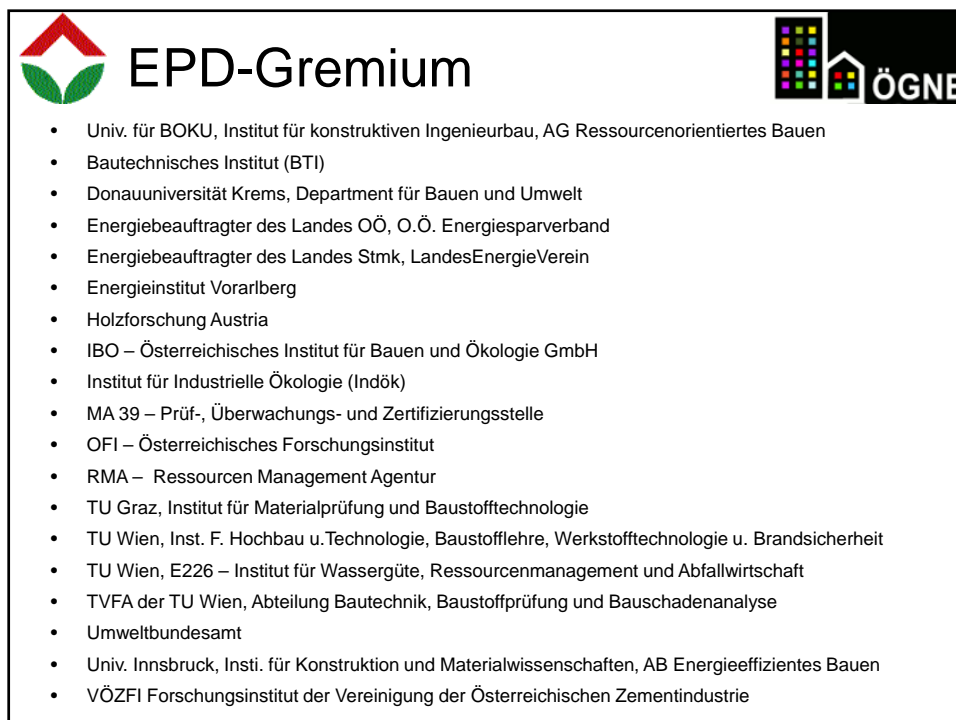 EPD-Gremium
ÖGNB
• Univ. für BOKU, Institut für konstruktiven Ingenieurbau, AG Ressourcenorientiertes Bauen
• Bautechnisches Institut (BTI)
• Donauuniversität Krems, Department für Bauen und Umwelt
• Energiebeauftragter des Landes OÖ, O.Ö. Energiesparverband
• Energiebeauftragter des Landes Stmk, LandesEnergieVerein
• Energieinstitut Vorarlberg
• Holzforschung Austria
• IBO – Österreichisches Institut für Bauen und Ökologie GmbH
• Institut für Industrielle Ökologie (Indök)
• MA 39 – Prüf-, Überwachungs- und Zertifizierungsstelle
• OFI – Österreichisches Forschungsinstitut
• RMA – Ressourcen Management Agentur
• TU Graz, Institut für Materialprüfung und Baustofftechnologie
• TU Wien, Inst. F. Hochbau u.Technologie, Baustofflehre, Werkstofftechnologie u. Brandsicherheit
• TU Wien, E226 – Institut für Wassergüte, Ressourcenmanagement und Abfallwirtschaft
• TVFA der TU Wien, Abteilung Bautechnik, Baustoffprüfung und Bauschadenanalyse
• Umweltbundesamt
• Univ. Innsbruck, Insti. für Konstruktion und Materialwissenschaften, AB Energieeffizientes Bauen
• VÖZFI Forschungsinstitut der Vereinigung der Österreichischen Zementindustrie